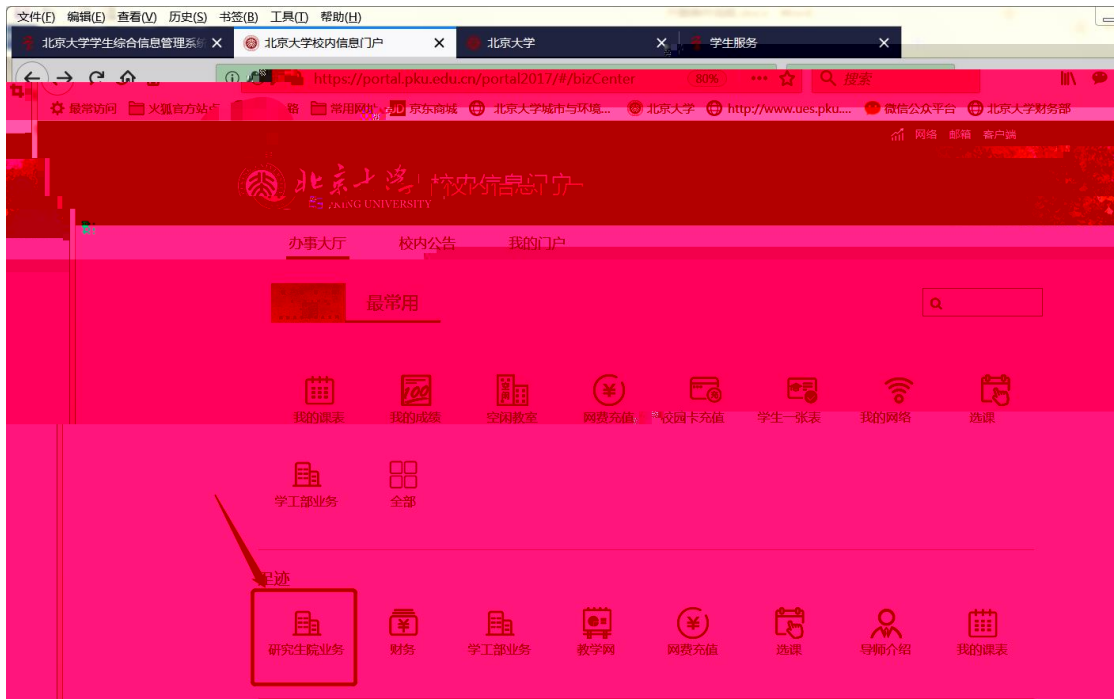 文件(F) 编辑(E) 查看(V) 历史(S) 书签(B) 工具(T) 帮助(H)
北京大学学生综合信息管理系统 北京大学校内信息门户 北京大学 学生服务
https://portal.pku.edu.cn/portal2017/#/bizCenter 80% 搜索
最常访问 火狐官方站点 常用网址 JD 京东商城 北京大学城市与环境... 北京大学 http://www.ues.pku.... 微信公众平台 北京大学财务部
网络 邮箱 客户端
北京大学 校内信息门户
UNIVERSITY
办事大厅 校内公告 我的门户
最常用
我的课表 我的成绩 空闲教室 网费充值 校园卡充值 学生一张表 我的网络 选课
学工部业务 全部
足迹
研究生院业务 财务 学工部业务 教学网 网费充值 选课 导师介绍 我的课表